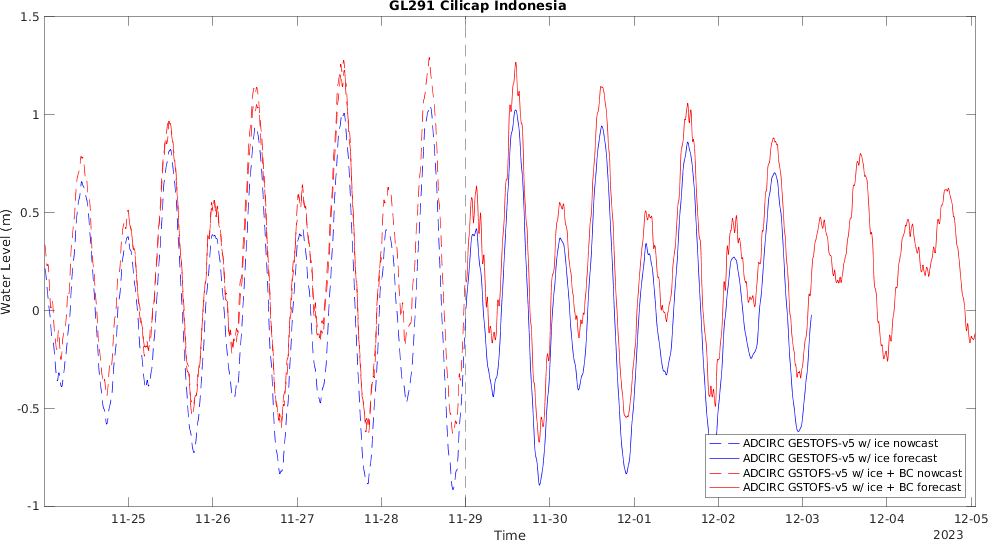 GL291 Cilicap Indonesia
1.5
1
0.5
0
-0.5
-1
Water Level (m)
11-25 11-26 11-27 11-28 11-29 11-30 12-01 12-02 12-03 12-04 12-05
Time
2023
ADCIRC GESTOFS-v5 w/ ice nowcast
ADCIRC GESTOFS-v5 w/ ice forecast
ADCIRC GSTOFS-v5 w/ ice + BC nowcast
ADCIRC GSTOFS-v5 w/ ice + BC forecast